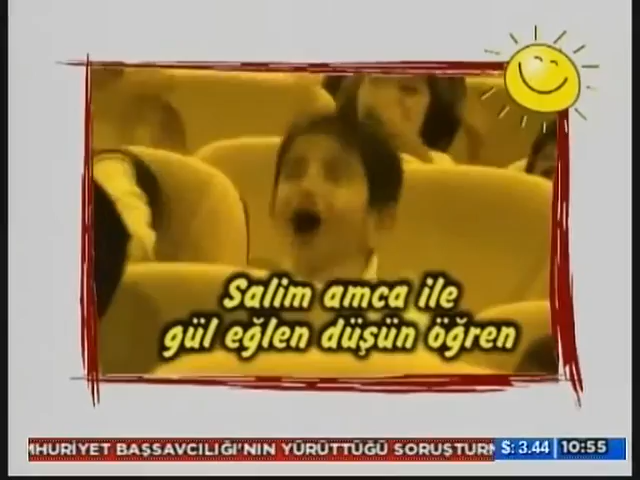 Salim amca ile
gül eğlen düşün öğren
MHURİYET BAŞSAVCILIĞI'NIN YÜRÜTTÜĞÜ SORUŞTURM $: 3.44 10:55